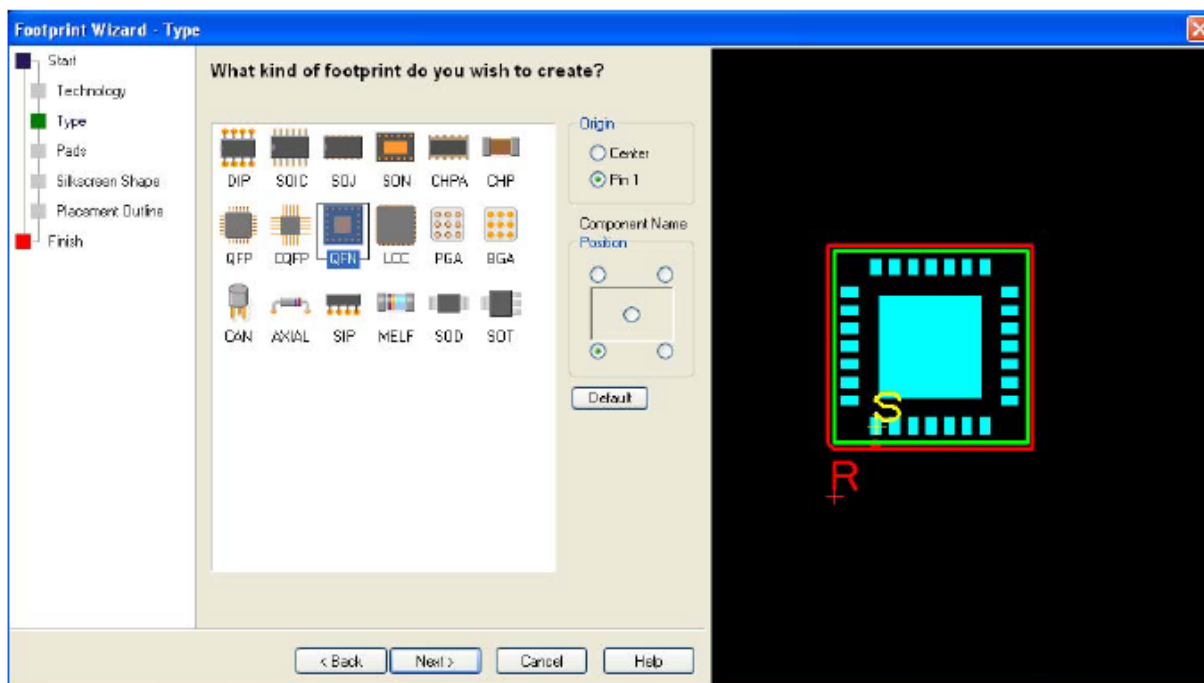 Footprint Wizard - Type
Start
Technology
Type
Pads
Silkscreen Shape
Placement Outline
Finish
What kind of footprint do you wish to create?
DIP SOIC SOJ SON CHPA CHP
QFP CQFP QFN LCC PGA BGA
CAN AXIAL SIP MELF SOD SOT
Origin
Center
Pin 1
Component Name
Position
Default
S
R
< Back Next > Cancel Help